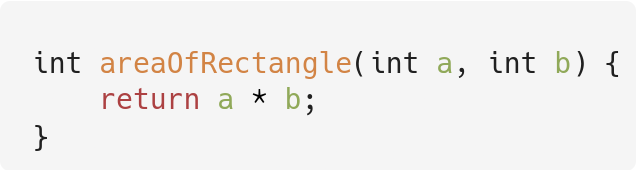 int areaOfRectangle(int a, int b) {
    return a * b;
}